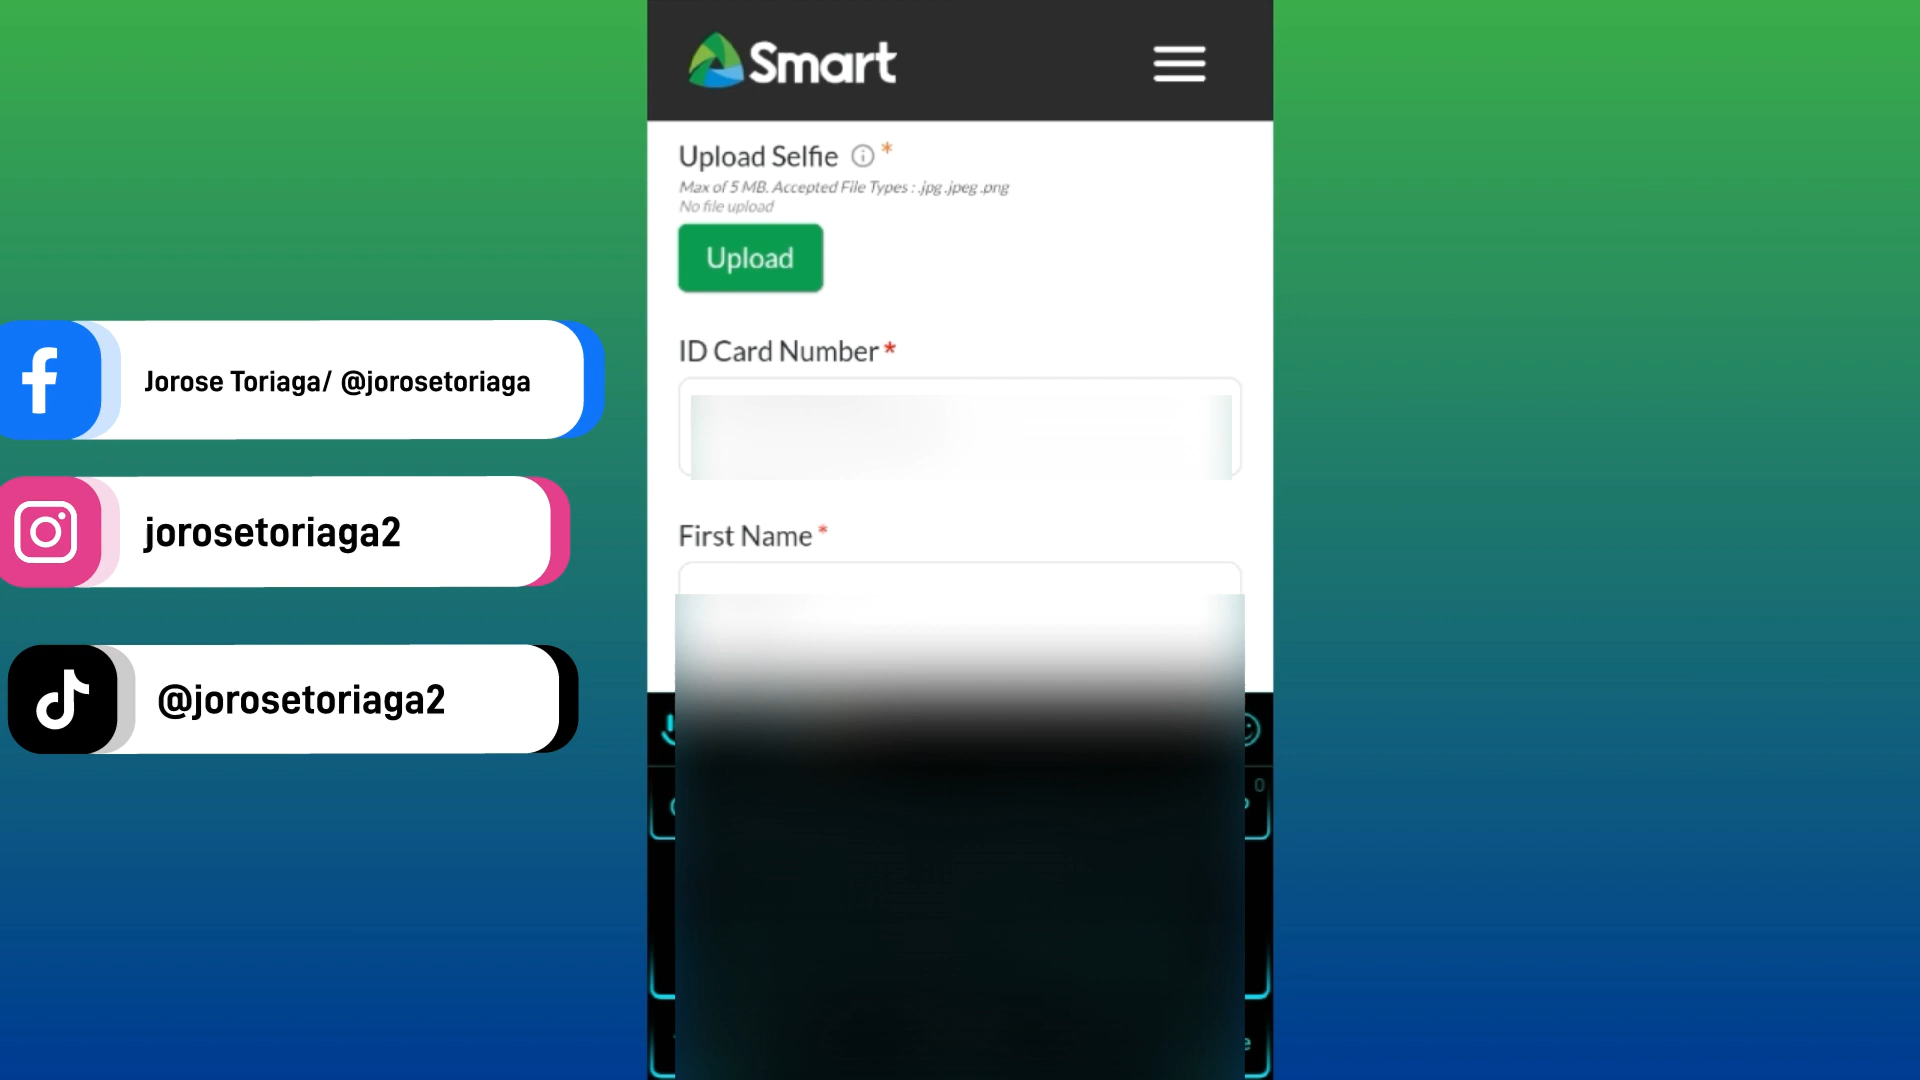 Smart
Upload Selfie *
Max of 5 MB. Accepted File Types : .jpg .jpeg .png
No file upload
Upload
ID Card Number *
First Name *
Jorose Toriaga/ @jorosetoriaga
jorosetoriaga2
@jorosetoriaga2
0
e